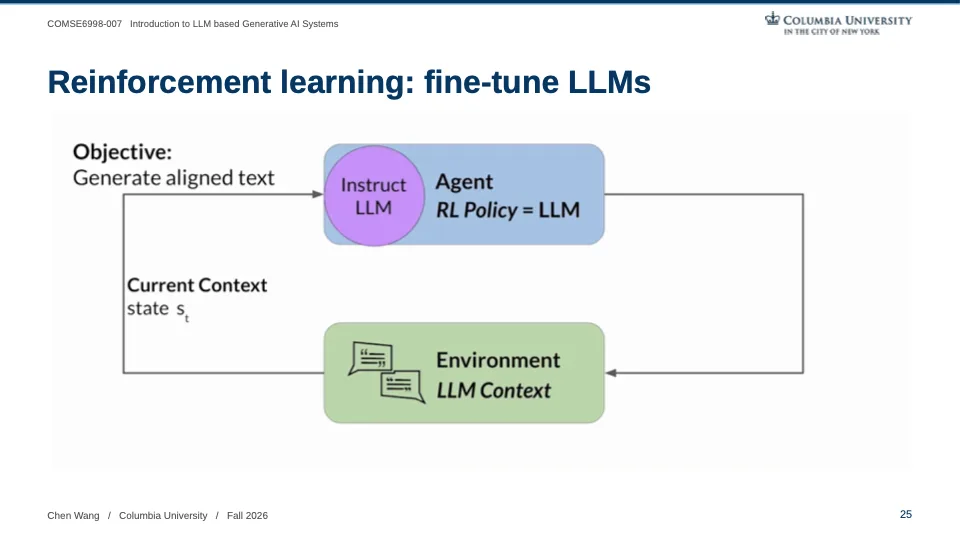 COMSE6998-007 Introduction to LLM based Generative AI Systems
COLUMBIA UNIVERSITY
IN THE CITY OF NEW YORK
Reinforcement learning: fine-tune LLMs
Objective:
Generate aligned text
Instruct
LLM
Agent
RL Policy = LLM
Current Context
state s_t
Environment
LLM Context
Chen Wang / Columbia University / Fall 2026
25